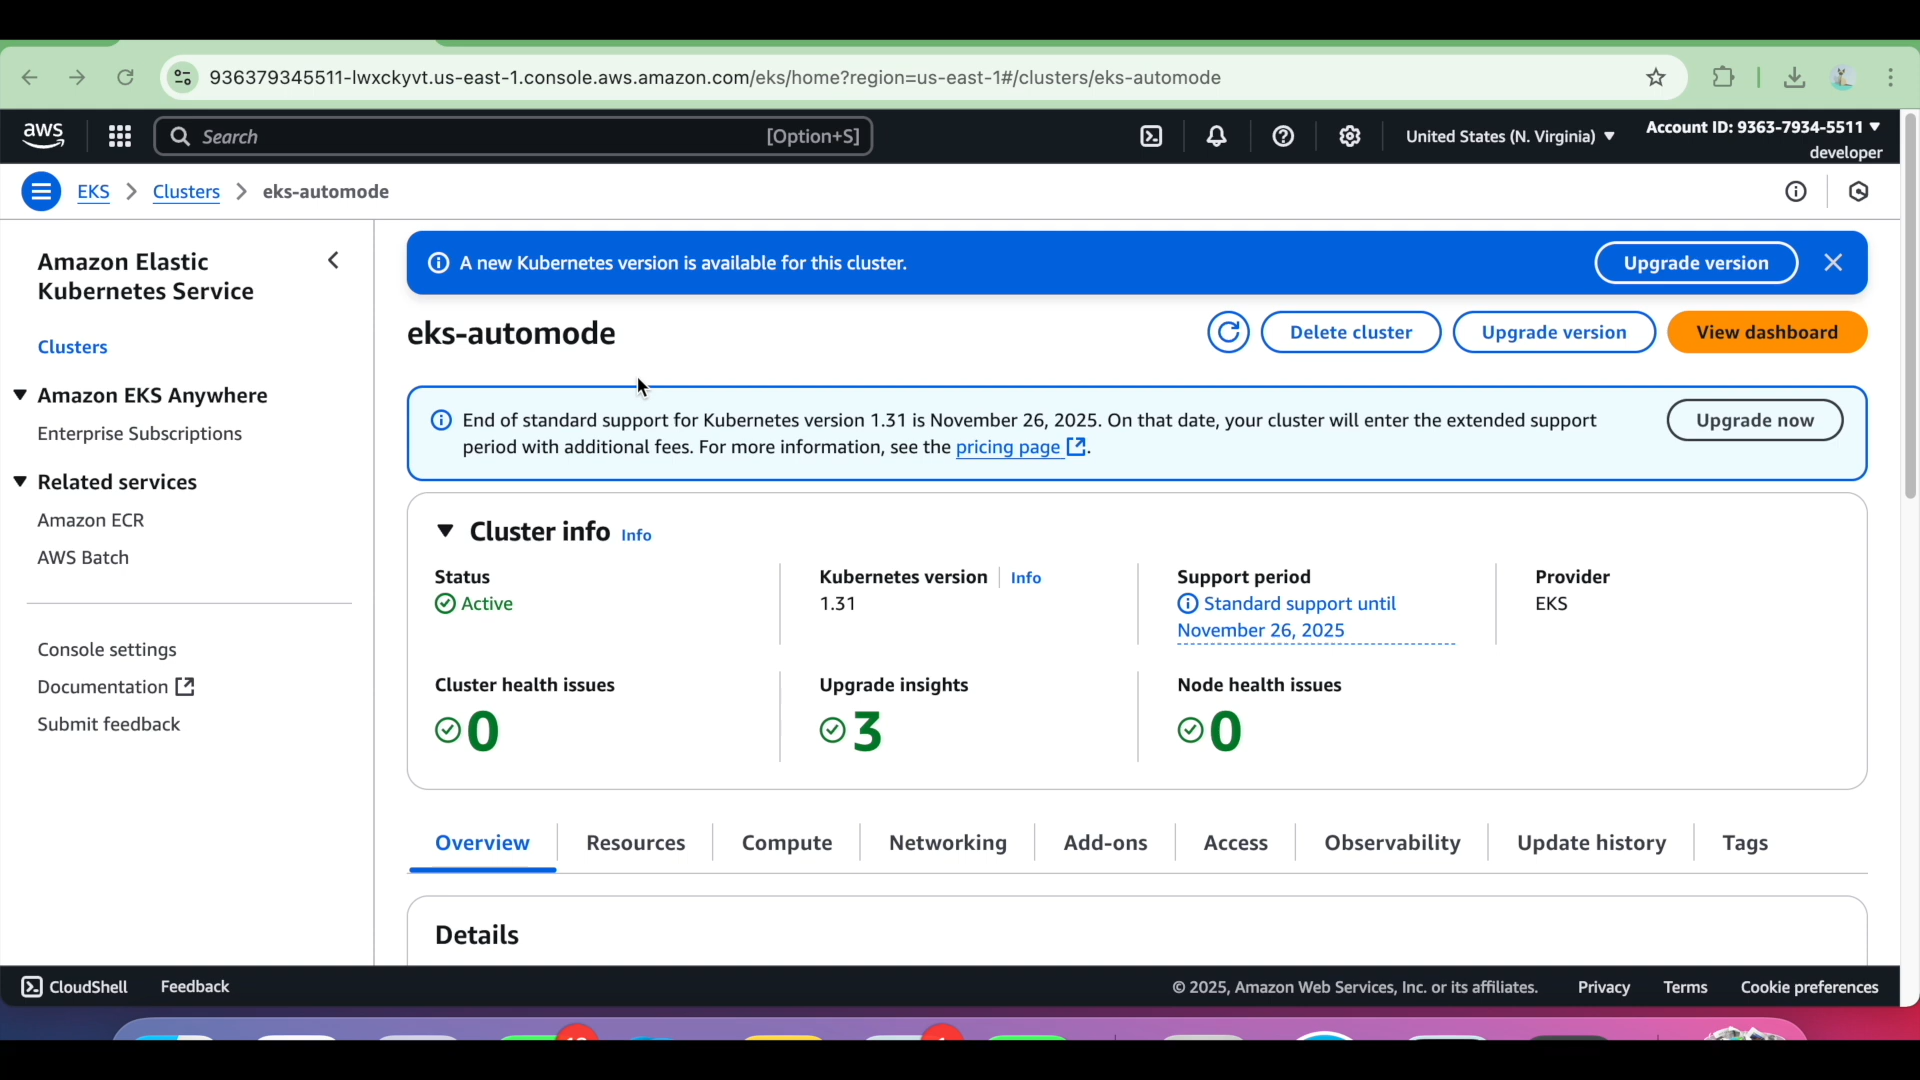 936379345511-lwxckyvt.us-east-1.console.aws.amazon.com/eks/home?region=us-east-1#/clusters/eks-automode
aws
Search [Option+S]
United States (N. Virginia)
Account ID: 9363-7934-5511
developer
EKS > Clusters > eks-automode
Amazon Elastic
Kubernetes Service
Clusters
Amazon EKS Anywhere
Enterprise Subscriptions
Related services
Amazon ECR
AWS Batch
Console settings
Documentation
Submit feedback
A new Kubernetes version is available for this cluster.
Upgrade version
eks-automode
Delete cluster
Upgrade version
View dashboard
End of standard support for Kubernetes version 1.31 is November 26, 2025. On that date, your cluster will enter the extended support
period with additional fees. For more information, see the pricing page.
Upgrade now
Cluster info Info
Status
Active
Kubernetes version Info
1.31
Support period
Standard support until
November 26, 2025
Provider
EKS
Cluster health issues
0
Upgrade insights
3
Node health issues
0
Overview Resources Compute Networking Add-ons Access Observability Update history Tags
Details
CloudShell Feedback
© 2025, Amazon Web Services, Inc. or its affiliates. Privacy Terms Cookie preferences